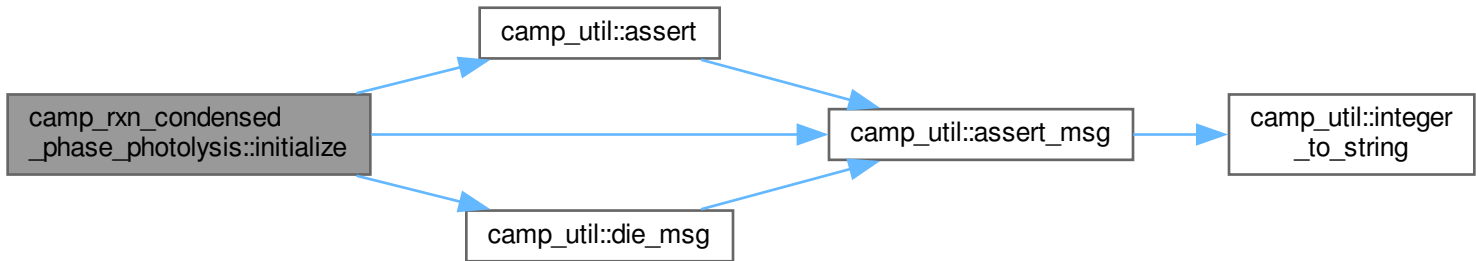 camp_rxn_condensed
_phase_photolysis::initialize
camp_util::assert
camp_util::assert_msg
camp_util::die_msg
camp_util::integer
_to_string